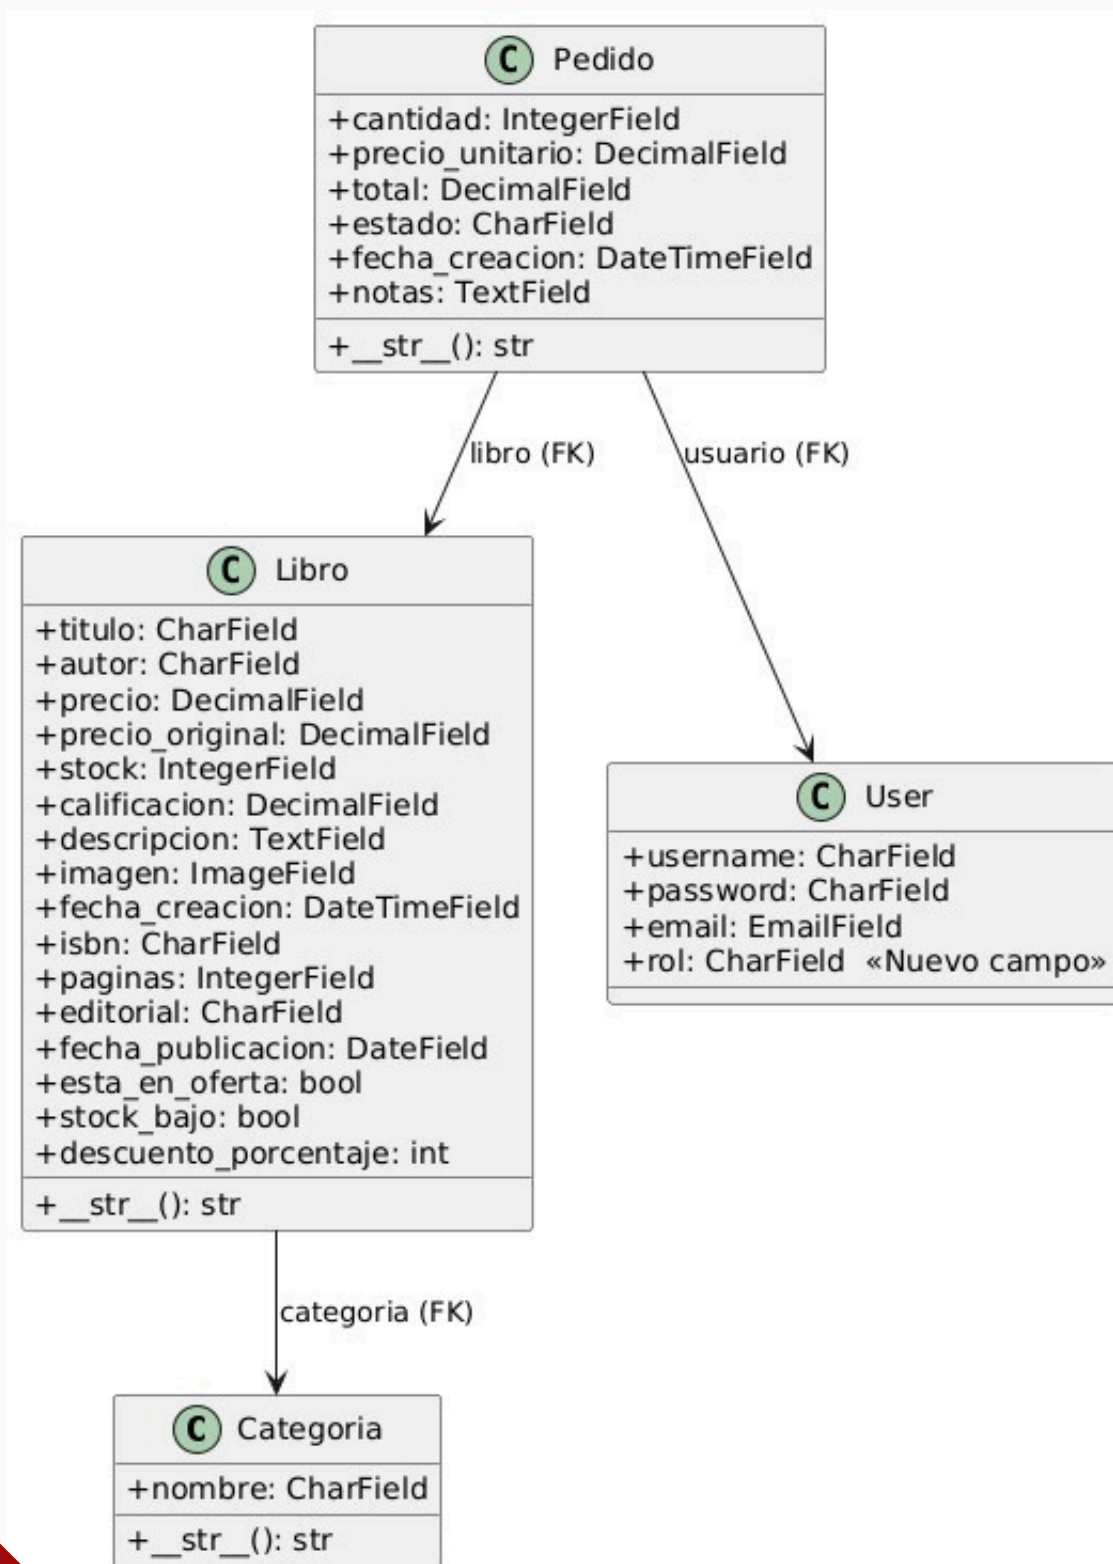 C Pedido
+cantidad: IntegerField
+precio_unitario: DecimalField
+total: DecimalField
+estado: CharField
+fecha_creacion: DateTimeField
+notas: TextField
+__str__(): str
libro (FK)
usuario (FK)
C Libro
+titulo: CharField
+autor: CharField
+precio: DecimalField
+precio_original: DecimalField
+stock: IntegerField
+calificacion: DecimalField
+descripcion: TextField
+imagen: ImageField
+fecha_creacion: DateTimeField
+isbn: CharField
+paginas: IntegerField
+editorial: CharField
+fecha_publicacion: DateField
+esta_en_oferta: bool
+stock_bajo: bool
+descuento_porcentaje: int
+__str__(): str
C User
+username: CharField
+password: CharField
+email: EmailField
+rol: CharField «Nuevo campo»
categoria (FK)
C Categoria
+nombre: CharField
+__str__(): str